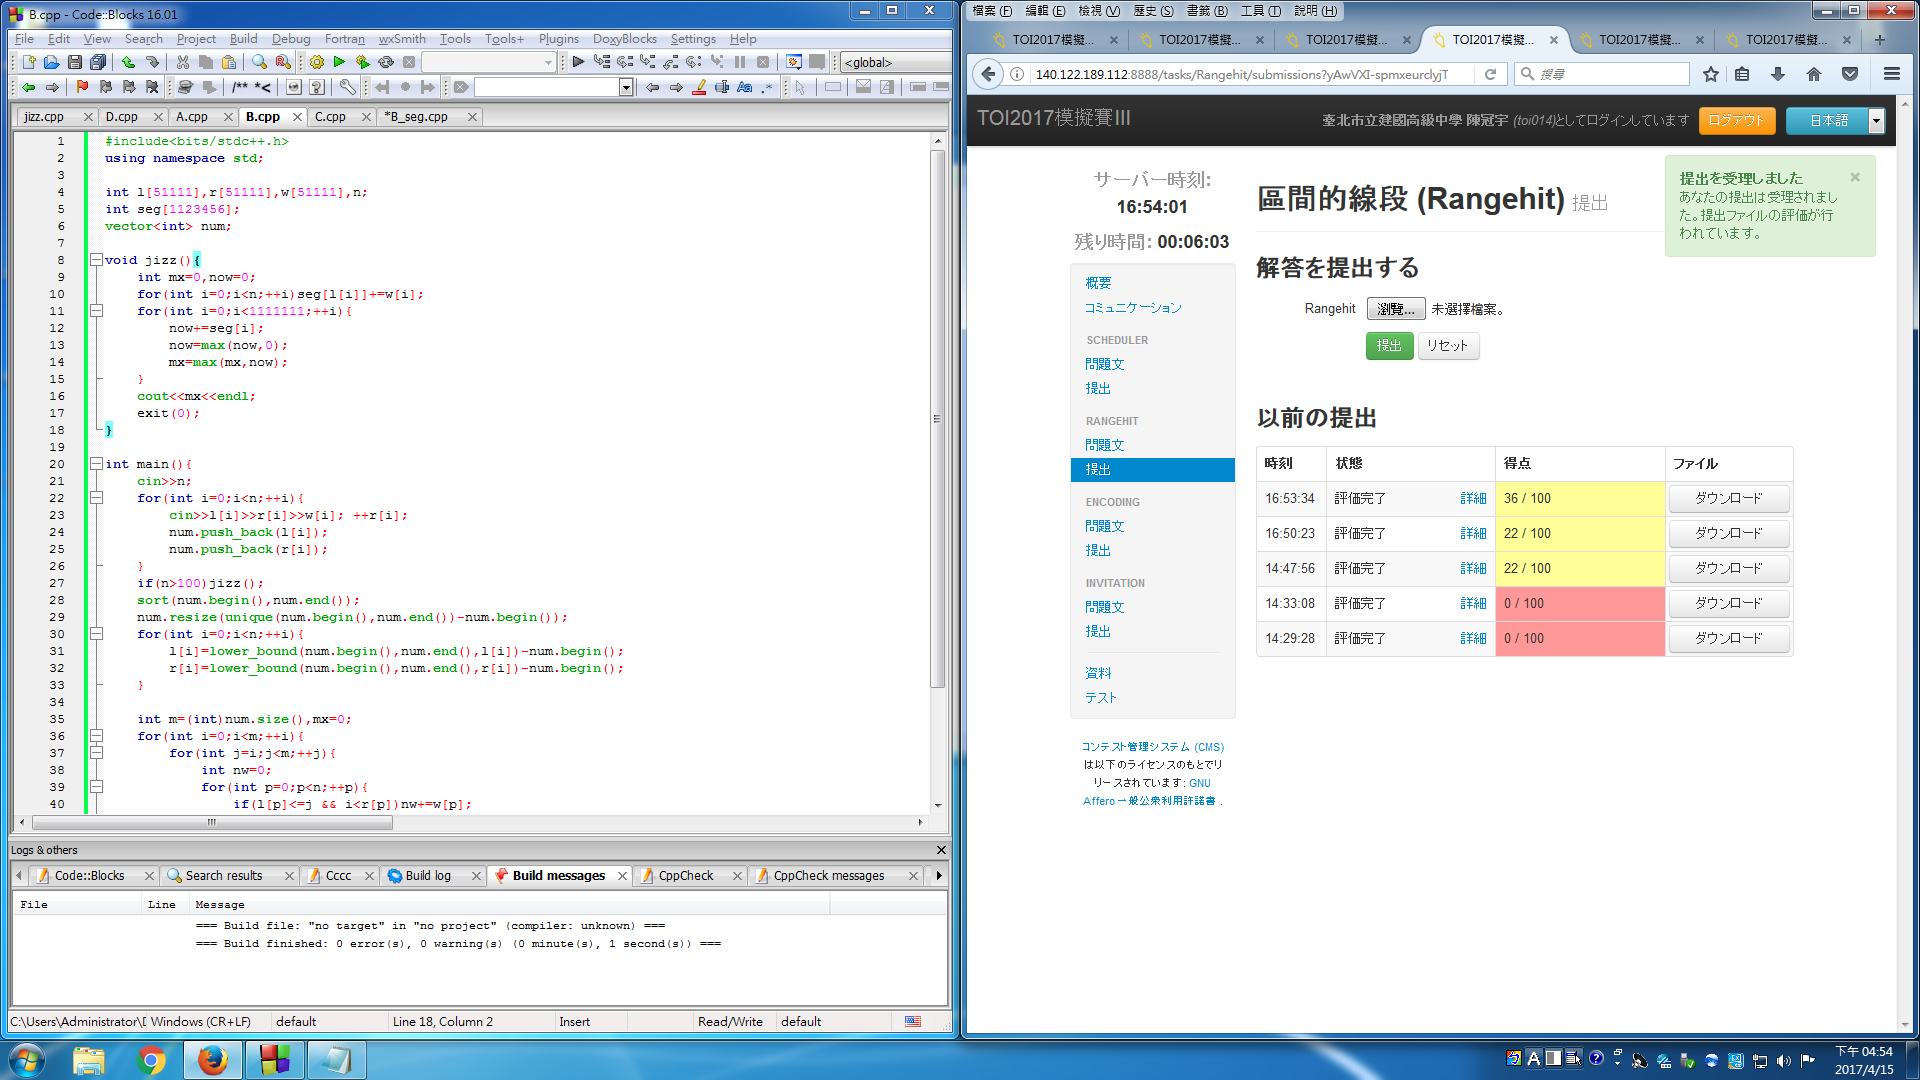 B.cpp - Code::Blocks 16.01
File Edit View Search Project Build Debug Fortran wxSmith Tools Tools+ Plugins DoxyBlocks Settings Help
<global>
/** *<
Aa .*
jizz.cpp D.cpp A.cpp B.cpp C.cpp *B_seg.cpp
1 #include<bits/stdc++.h>
2 using namespace std;
3
4 int l[51111],r[51111],w[51111],n;
5 int seg[1123456];
6 vector<int> num;
7
8 void jizz(){
9 int mx=0,now=0;
10 for(int i=0;i<n;++i)seg[l[i]]+=w[i];
11 for(int i=0;i<1111111;++i){
12 now+=seg[i];
13 now=max(now,0);
14 mx=max(mx,now);
15 }
16 cout<<mx<<endl;
17 exit(0);
18 }
19
20 int main(){
21 cin>>n;
22 for(int i=0;i<n;++i){
23 cin>>l[i]>>r[i]>>w[i]; ++r[i];
24 num.push_back(l[i]);
25 num.push_back(r[i]);
26 }
27 if(n>100)jizz();
28 sort(num.begin(),num.end());
29 num.resize(unique(num.begin(),num.end())-num.begin());
30 for(int i=0;i<n;++i){
31 l[i]=lower_bound(num.begin(),num.end(),l[i])-num.begin();
32 r[i]=lower_bound(num.begin(),num.end(),r[i])-num.begin();
33 }
34
35 int m=(int)num.size(),mx=0;
36 for(int i=0;i<m;++i){
37 for(int j=i;j<m;++j){
38 int nw=0;
39 for(int p=0;p<n;++p){
40 if(l[p]<=j && i<r[p])nw+=w[p];
Logs & others
Code::Blocks Search results Cccc Build log Build messages CppCheck CppCheck messages
File Line Message
=== Build file: "no target" in "no project" (compiler: unknown) ===
=== Build finished: 0 error(s), 0 warning(s) (0 minute(s), 1 second(s)) ===
C:\Users\Administrator\D Windows (CR+LF) default Line 18, Column 2 Insert Read/Write default
檔案 (F) 編輯 (E) 檢視 (V) 歷史 (S) 書籤 (B) 工具 (T) 說明 (H)
TOI2017模擬... TOI2017模擬... TOI2017模擬... TOI2017模擬... TOI2017模擬... TOI2017模擬...
140.122.189.112:8888/tasks/Rangehit/submissions?yAwVXI-spmxeurclyjT
搜尋
TOI2017模擬賽III
臺北市立建國高級中學 陳冠宇 (toi014)としてログインしています
ログアウト
日本語
サーバー時刻:
16:54:01
残り時間: 00:06:03
概要
コミュニケーション
SCHEDULER
問題文
提出
RANGEHIT
問題文
提出
ENCODING
問題文
提出
INVITATION
問題文
提出
資料
テスト
コンテスト管理システム (CMS)
は以下のライセンスのもとでリ
リースされています: GNU
Affero 一般公衆利用許諾書 .
區間的線段 (Rangehit) 提出
提出を受理しました
あなたの提出は受理されまし
た。提出ファイルの評価が行
われています。
解答を提出する
Rangehit 瀏覽... 未選擇檔案。
提出 リセット
以前の提出
時刻 状態 得点 ファイル
16:53:34 評価完了 詳細 36 / 100 ダウンロード
16:50:23 評価完了 詳細 22 / 100 ダウンロード
14:47:56 評価完了 詳細 22 / 100 ダウンロード
14:33:08 評価完了 詳細 0 / 100 ダウンロード
14:29:28 評価完了 詳細 0 / 100 ダウンロード
A
下午 04:54
2017/4/15